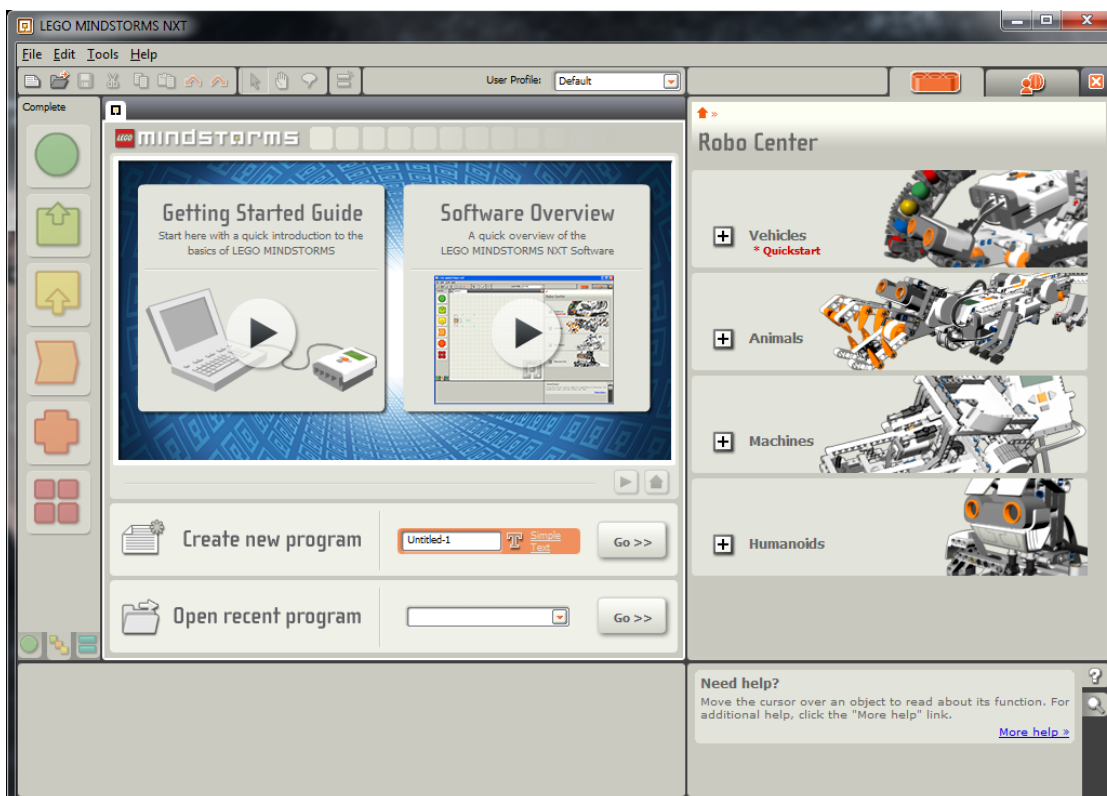 LEGO MINDSTORMS NXT
File Edit Tools Help
User Profile: Default
Complete
LEGO mindstorms
Getting Started Guide
Start here with a quick introduction to the
basics of LEGO MINDSTORMS
Software Overview
A quick overview of the
LEGO MINDSTORMS NXT Software
Create new program
Untitled-1
T Simple
Text
Go >>
Open recent program
Go >>
Robo Center
Vehicles
* Quickstart
Animals
Machines
Humanoids
Need help?
Move the cursor over an object to read about its function. For
additional help, click the "More help" link.
More help »